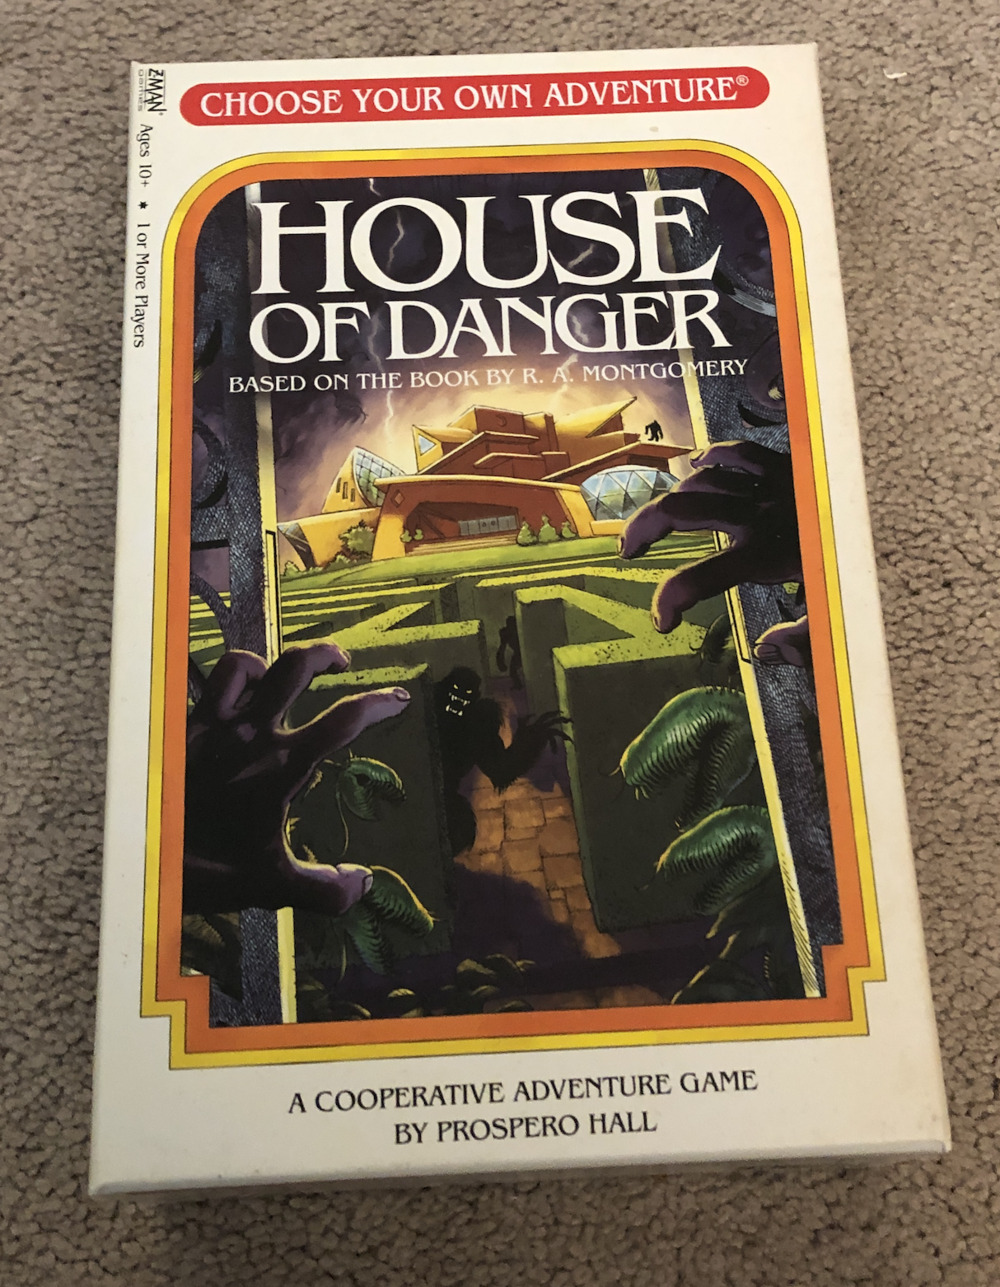 CHOOSE YOUR OWN ADVENTURE®
ZMAN®
games
Ages 10+ ★ 1 or More Players
HOUSE
OF DANGER
BASED ON THE BOOK BY R. A. MONTGOMERY
A COOPERATIVE ADVENTURE GAME
BY PROSPERO HALL